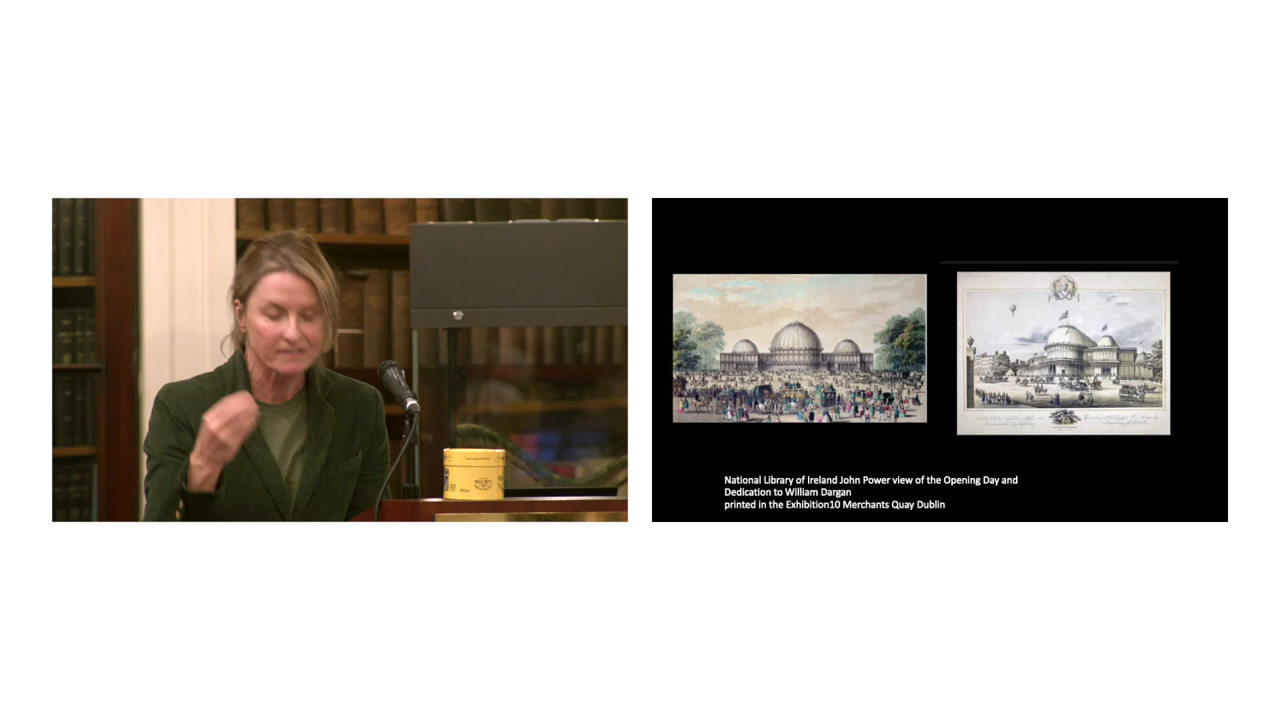 National Library of Ireland John Power view of the Opening Day and
Dedication to William Dargan
printed in the Exhibition10 Merchants Quay Dublin